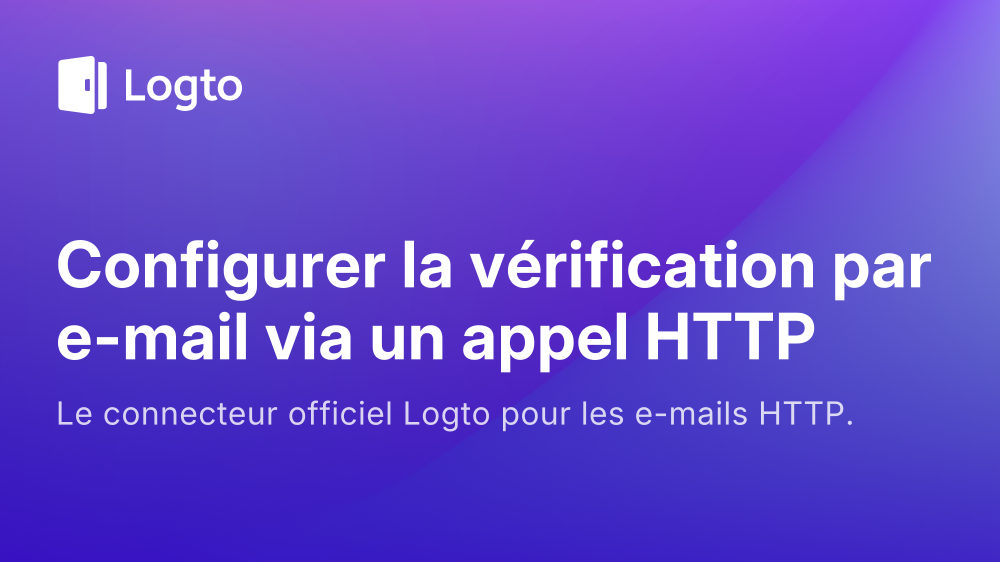 Logto
Configurer la vérification par
e-mail via un appel HTTP
Le connecteur officiel Logto pour les e-mails HTTP.